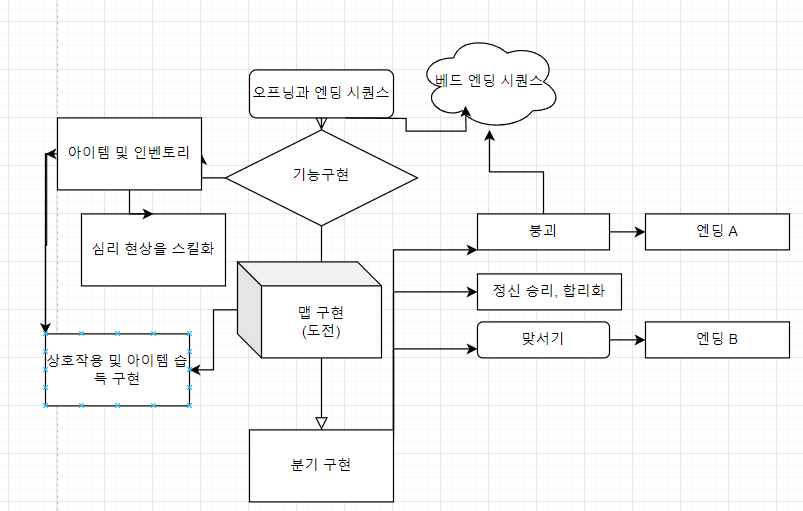 베드 엔딩 시퀀스
오프닝과 엔딩 시퀀스
아이템 및 인벤토리
기능구현
심리 현상을 스킬화
붕괴
엔딩 A
정신 승리, 합리화
맵 구현
(도전)
맞서기
엔딩 B
상호작용 및 아이템 습
득 구현
분기 구현